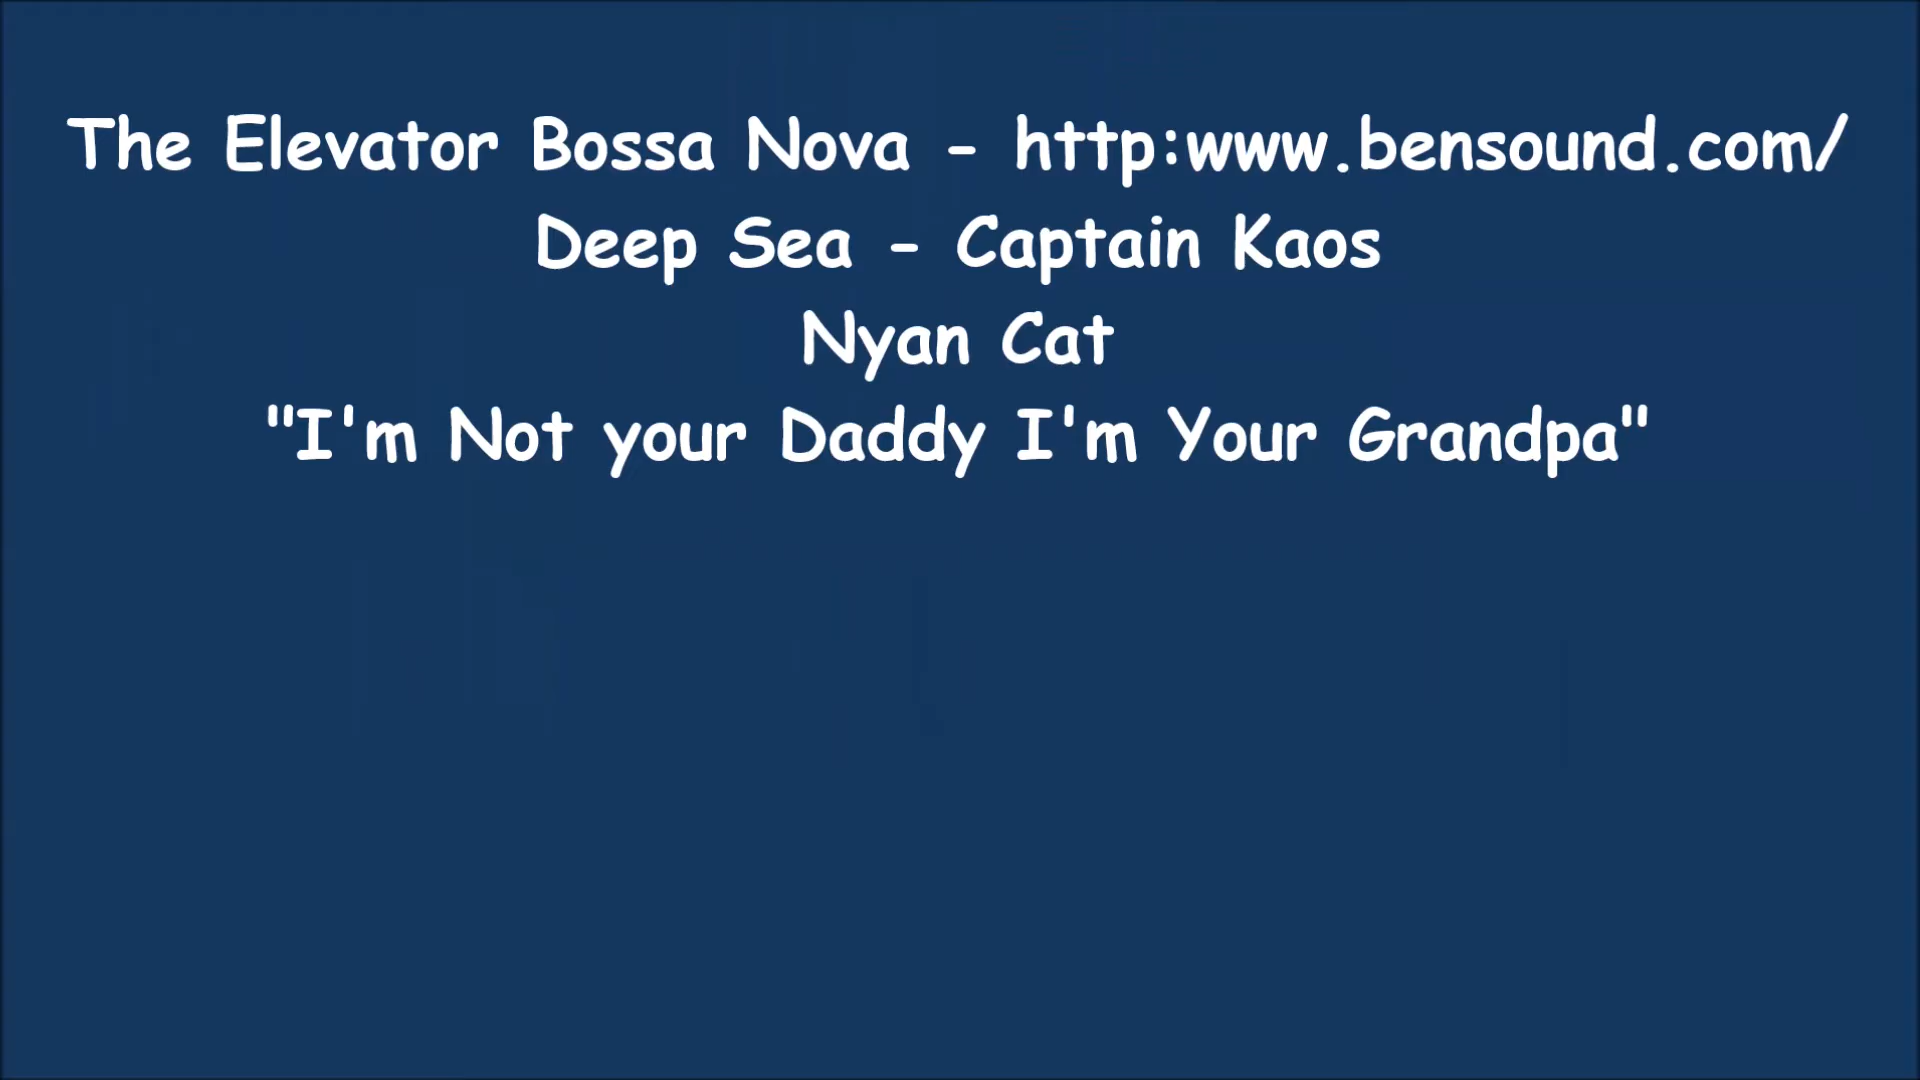 The Elevator Bossa Nova - http:www.bensound.com/
Deep Sea - Captain Kaos
Nyan Cat
"I'm Not your Daddy I'm Your Grandpa"